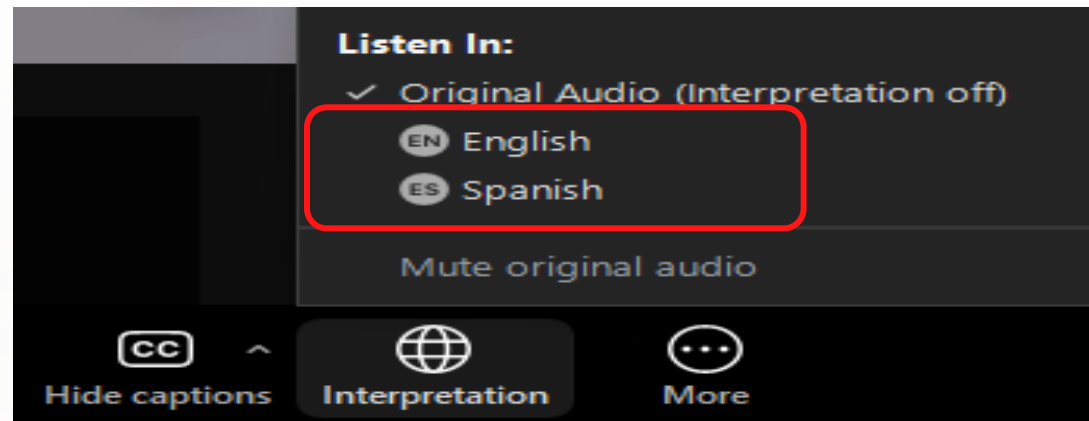 Listen In:
✓ Original Audio (Interpretation off)
EN English
ES Spanish
Mute original audio
CC
Hide captions Interpretation More